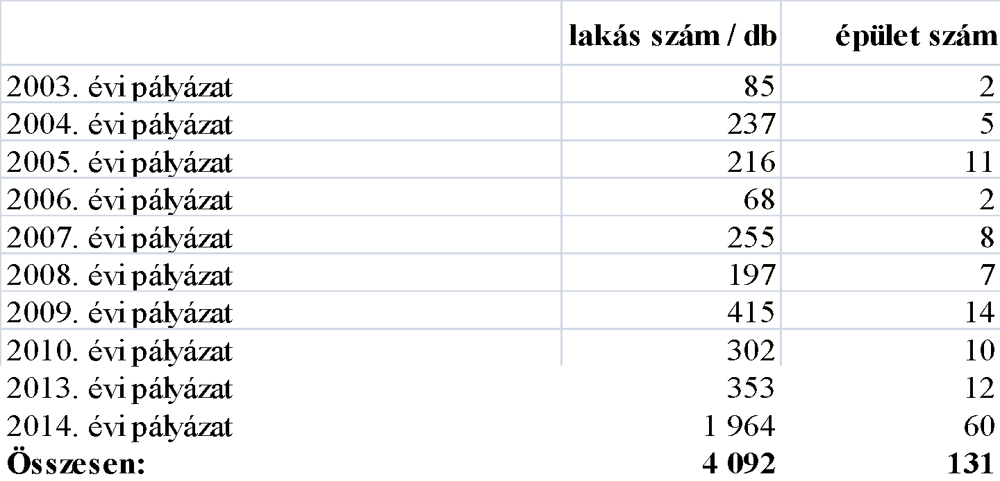 lakás szám / db épület szám
2003. évi pályázat 85 2
2004. évi pályázat 237 5
2005. évi pályázat 216 11
2006. évi pályázat 68 2
2007. évi pályázat 255 8
2008. évi pályázat 197 7
2009. évi pályázat 415 14
2010. évi pályázat 302 10
2013. évi pályázat 353 12
2014. évi pályázat 1 964 60
Összesen: 4 092 131